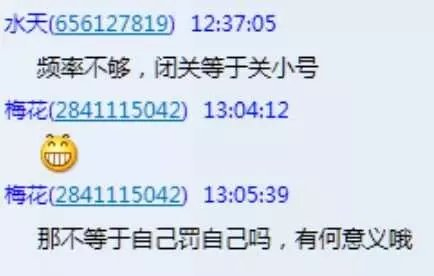 水天(656127819) 12:37:05
频率不够，闭关等于关小号
梅花(2841115042) 13:04:12
梅花(2841115042) 13:05:39
那不等于自己罚自己吗，有何意义哦